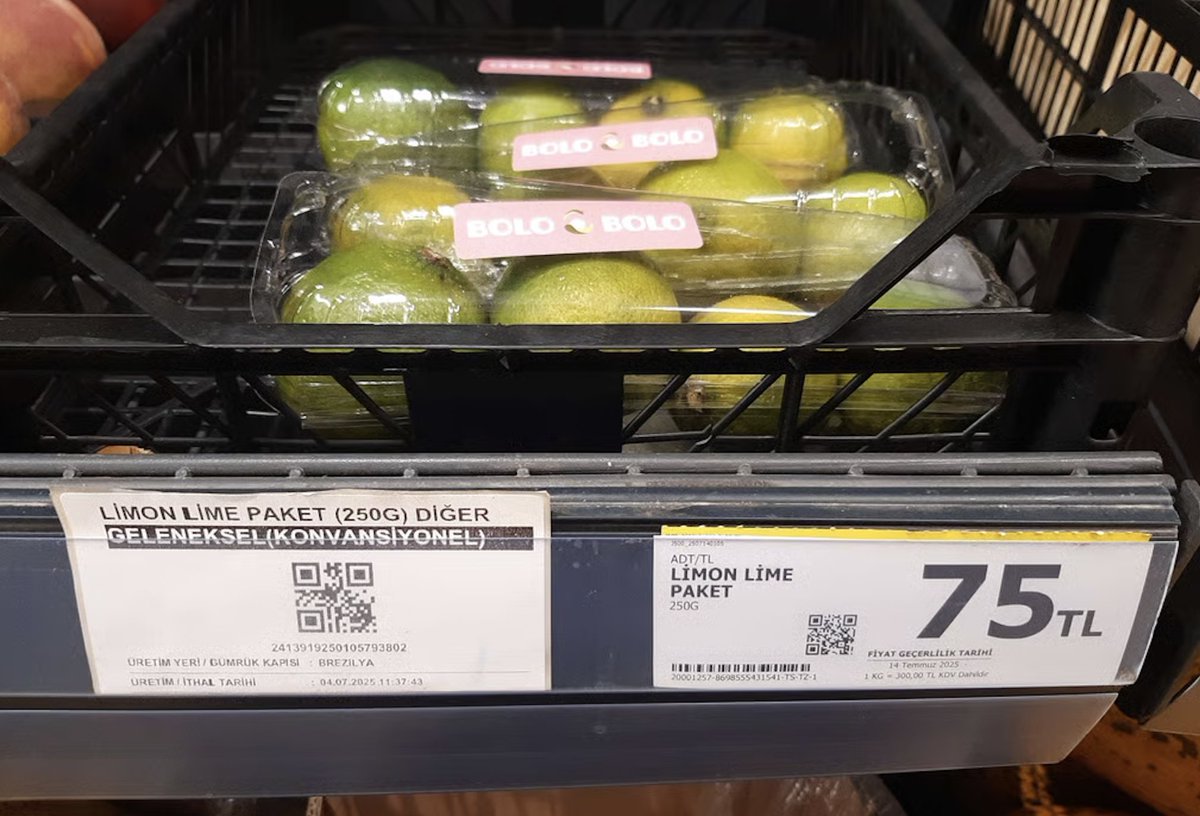 BOLO BOLO
BOLO BOLO
LİMON LİME PAKET (250G) DİĞER
GELENEKSEL(KONVANSİYONEL)
2413919250105793802
ÜRETİM YERİ / GÜMRÜK KAPISI : BREZİLYA
ÜRETİM / İTHAL TARİHİ : 04.07.2025 11:37:43
ADT/TL
LİMON LİME
PAKET
250G
75TL
FİYAT GEÇERLİLİK TARİHİ
14 Temmuz 2025
1 KG = 300,00 TL KDV Dahildir
20001257-8698555431541-TS-TZ-1